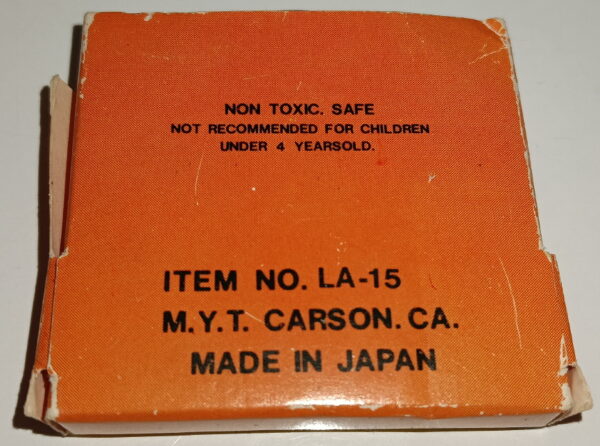 NON TOXIC. SAFE
NOT RECOMMENDED FOR CHILDREN
UNDER 4 YEARSOLD.
ITEM NO. LA-15
M.Y.T. CARSON. CA.
MADE IN JAPAN